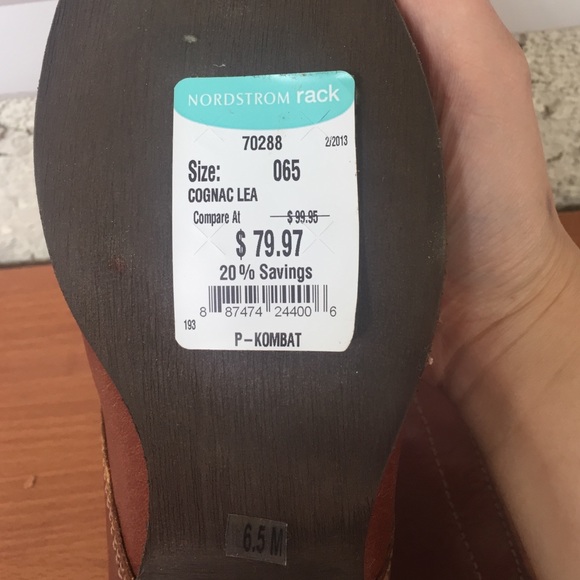 NORDSTROM rack
70288 2/2013
Size: 065
COGNAC LEA
Compare At $ 99.95
$ 79.97
20% Savings
8 87474 24400 6
193
P-KOMBAT
6.5 M